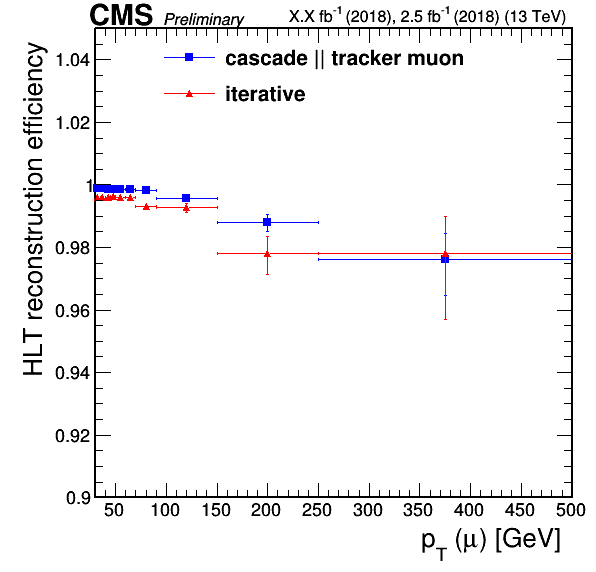 CMS Preliminary X.X fb⁻¹ (2018), 2.5 fb⁻¹ (2018) (13 TeV)
cascade || tracker muon
iterative
HLT reconstruction efficiency
1.04
1.02
1
0.98
0.96
0.94
0.92
0.9
50 100 150 200 250 300 350 400 450 500
p_T (μ) [GeV]